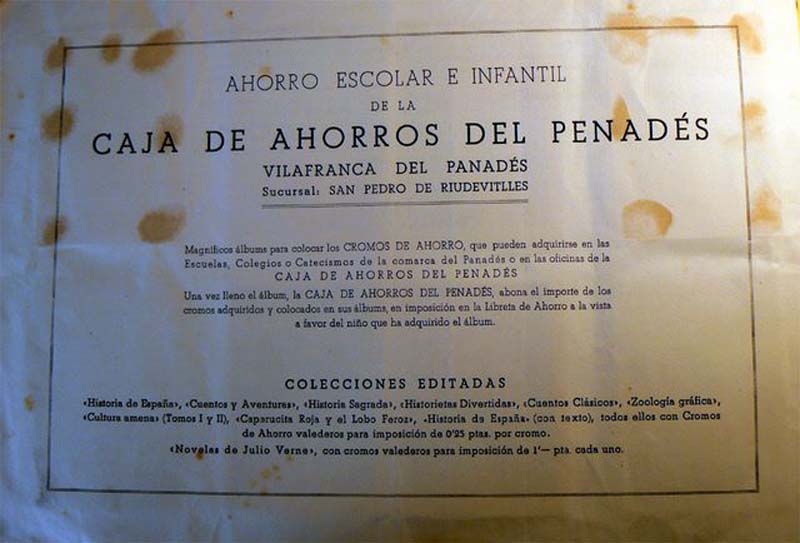 AHORRO ESCOLAR E INFANTIL
DE LA
CAJA DE AHORROS DEL PENADÉS
VILAFRANCA DEL PANADÉS
Sucursal: SAN PEDRO DE RIUDEVITLLES
Magníficos álbums para colocar los CROMOS DE AHORRO, que pueden adquirirse en las
Escuelas, Colegios o Catecismos de la comarca del Panadés o en las oficinas de la
CAJA DE AHORROS DEL PENADÉS
Una vez lleno el álbum, la CAJA DE AHORROS DEL PENADÉS, abona el importe de los
cromos adquiridos y colocados en sus álbums, en imposición en la Libreta de Ahorro a la vista
a favor del niño que ha adquirido el álbum.
COLECCIONES EDITADAS
«Historia de España», «Cuentos y Aventuras», «Historia Sagrada», «Historietas Divertidas», «Cuentos Clásicos», «Zoología gráfica»,
«Cultura amena» (Tomos I y II), «Caperucita Roja y el Lobo Feroz», «Historia de España» (con texto), todos ellos con Cromos
de Ahorro valederos para imposición de 0'25 ptas. por cromo.
«Novelas de Julio Verne», con cromos valederos para imposición de 1'— pta. cada uno.